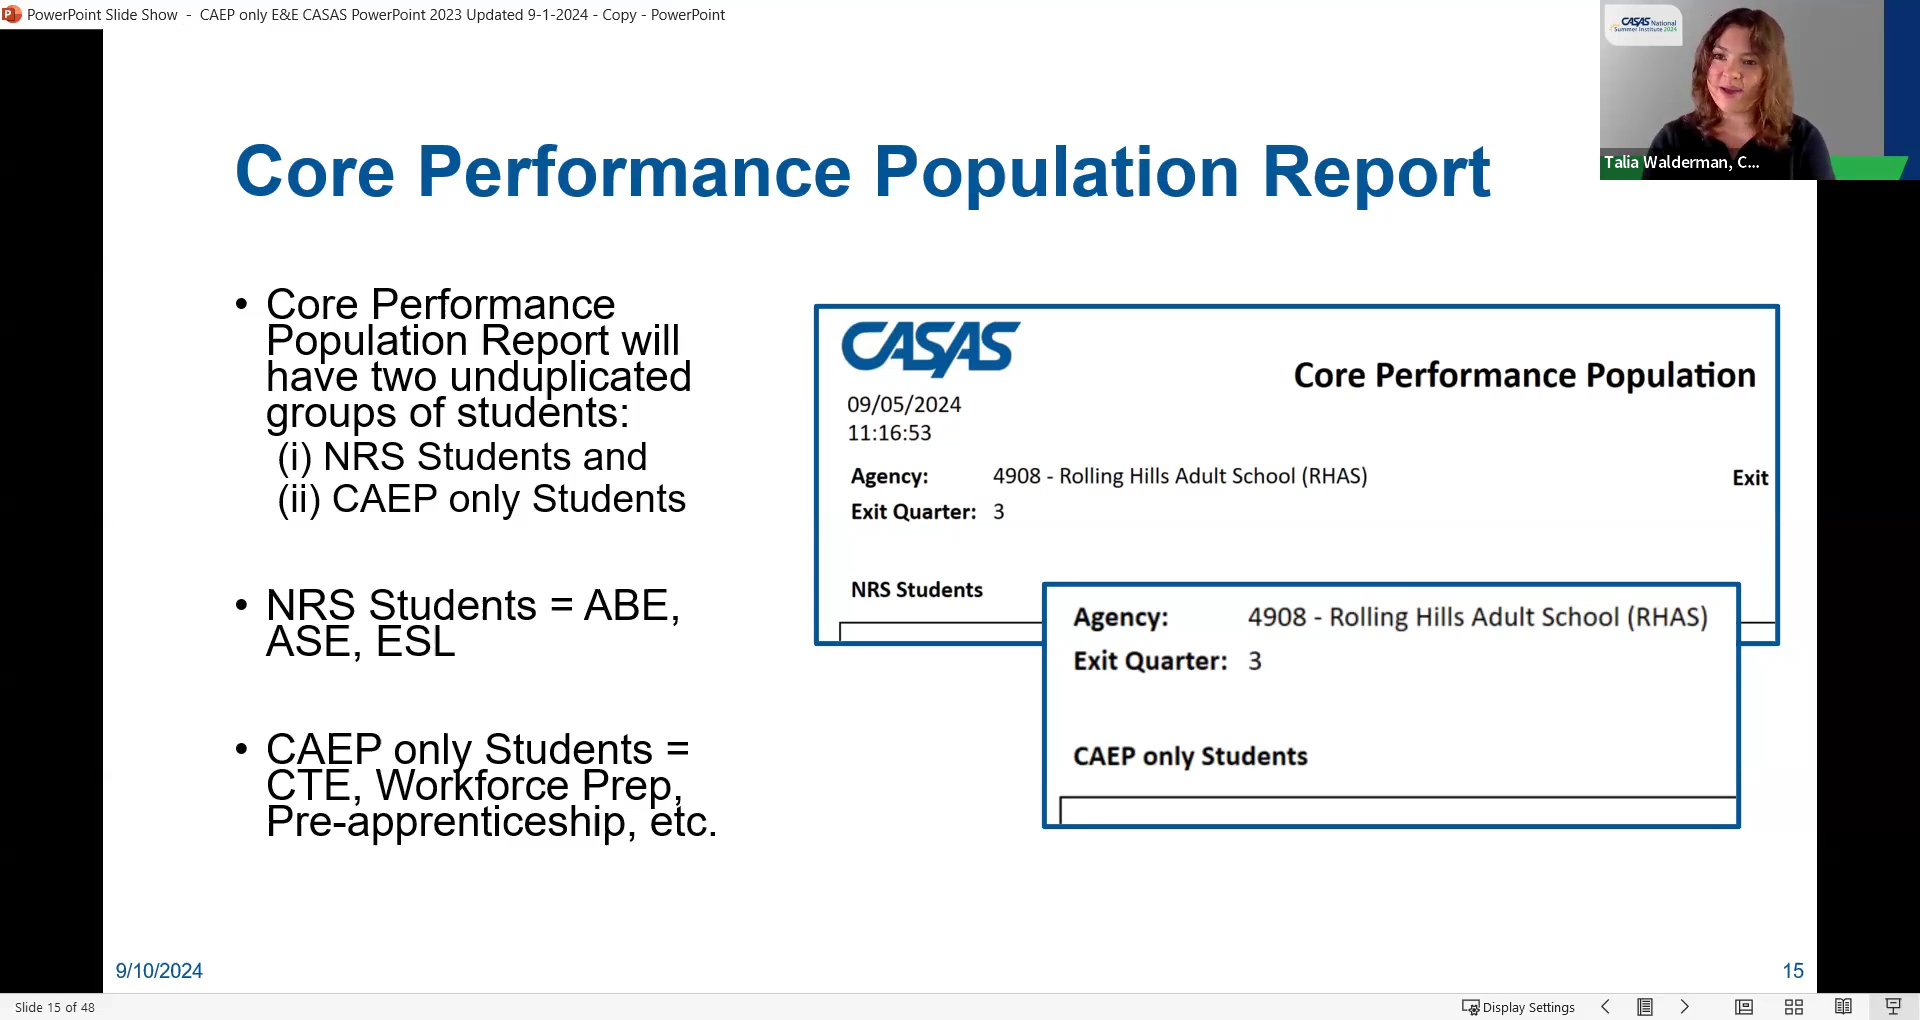 PowerPoint Slide Show - CAEP only E&E CASAS PowerPoint 2023 Updated 9-1-2024 - Copy - PowerPoint
CASAS National
Summer Institute 2024
Talia Walderman, C...
Core Performance Population Report
• Core Performance
Population Report will
have two unduplicated
groups of students:
(i) NRS Students and
(ii) CAEP only Students
• NRS Students = ABE,
ASE, ESL
• CAEP only Students =
CTE, Workforce Prep,
Pre-apprenticeship, etc.
CASAS
Core Performance Population
09/05/2024
11:16:53
Agency: 4908 - Rolling Hills Adult School (RHAS)
Exit
Exit Quarter: 3
NRS Students
Agency: 4908 - Rolling Hills Adult School (RHAS)
Exit Quarter: 3
CAEP only Students
9/10/2024
15
Slide 15 of 48
Display Settings